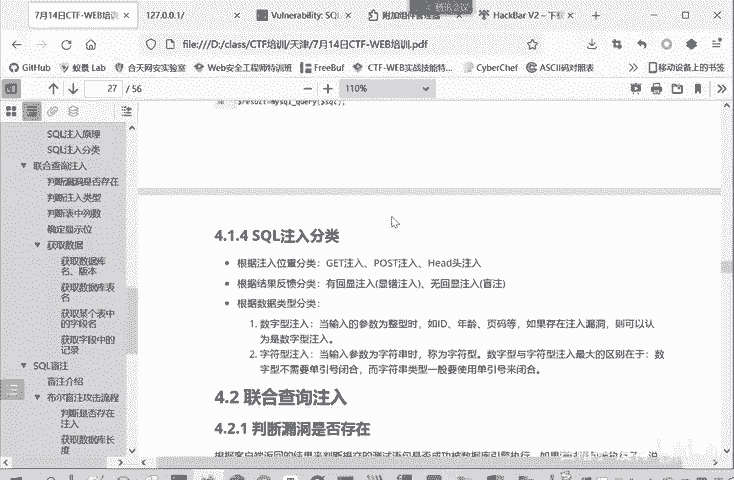 7月14日CTF-WEB培训
127.0.0.1/
Vulnerability: SQL
附加组件管理器
HackBar V2 – 下载
file:///D:/class/CTF培训/天津/7月14日CTF-WEB培训.pdf
GitHub
蚁景 Lab
合天网安实验室
Web安全工程师特训班
FreeBuf
CTF-WEB实战技能特...
CyberChef
ASCII码对照表
移动设备上的书签
27 / 56
110%
$result=mysql_query($sql);
SQL注入原理
SQL注入分类
联合查询注入
判断漏洞是否存在
判断注入类型
判断表中列数
确定显示位
获取数据
获取数据库
名、版本
获取数据库表
名
获取某个表中
的字段名
获取字段中的
记录
SQL盲注
盲注介绍
布尔盲注攻击流程
判断是否存在
注入
获取数据库长
度
4.1.4 SQL注入分类
根据注入位置分类：GET注入、POST注入、Head头注入
根据结果反馈分类：有回显注入(显错注入)、无回显注入(盲注)
根据数据类型分类：
1. 数字型注入：当输入的参数为整型时，如ID、年龄、页码等，如果存在注入漏洞，则可以认
为是数字型注入。
2. 字符型注入：当输入参数为字符串时，称为字符型。数字型与字符型注入最大的区别在于：数
字型不需要单引号闭合，而字符串类型一般要使用单引号来闭合。
4.2 联合查询注入
4.2.1 判断漏洞是否存在